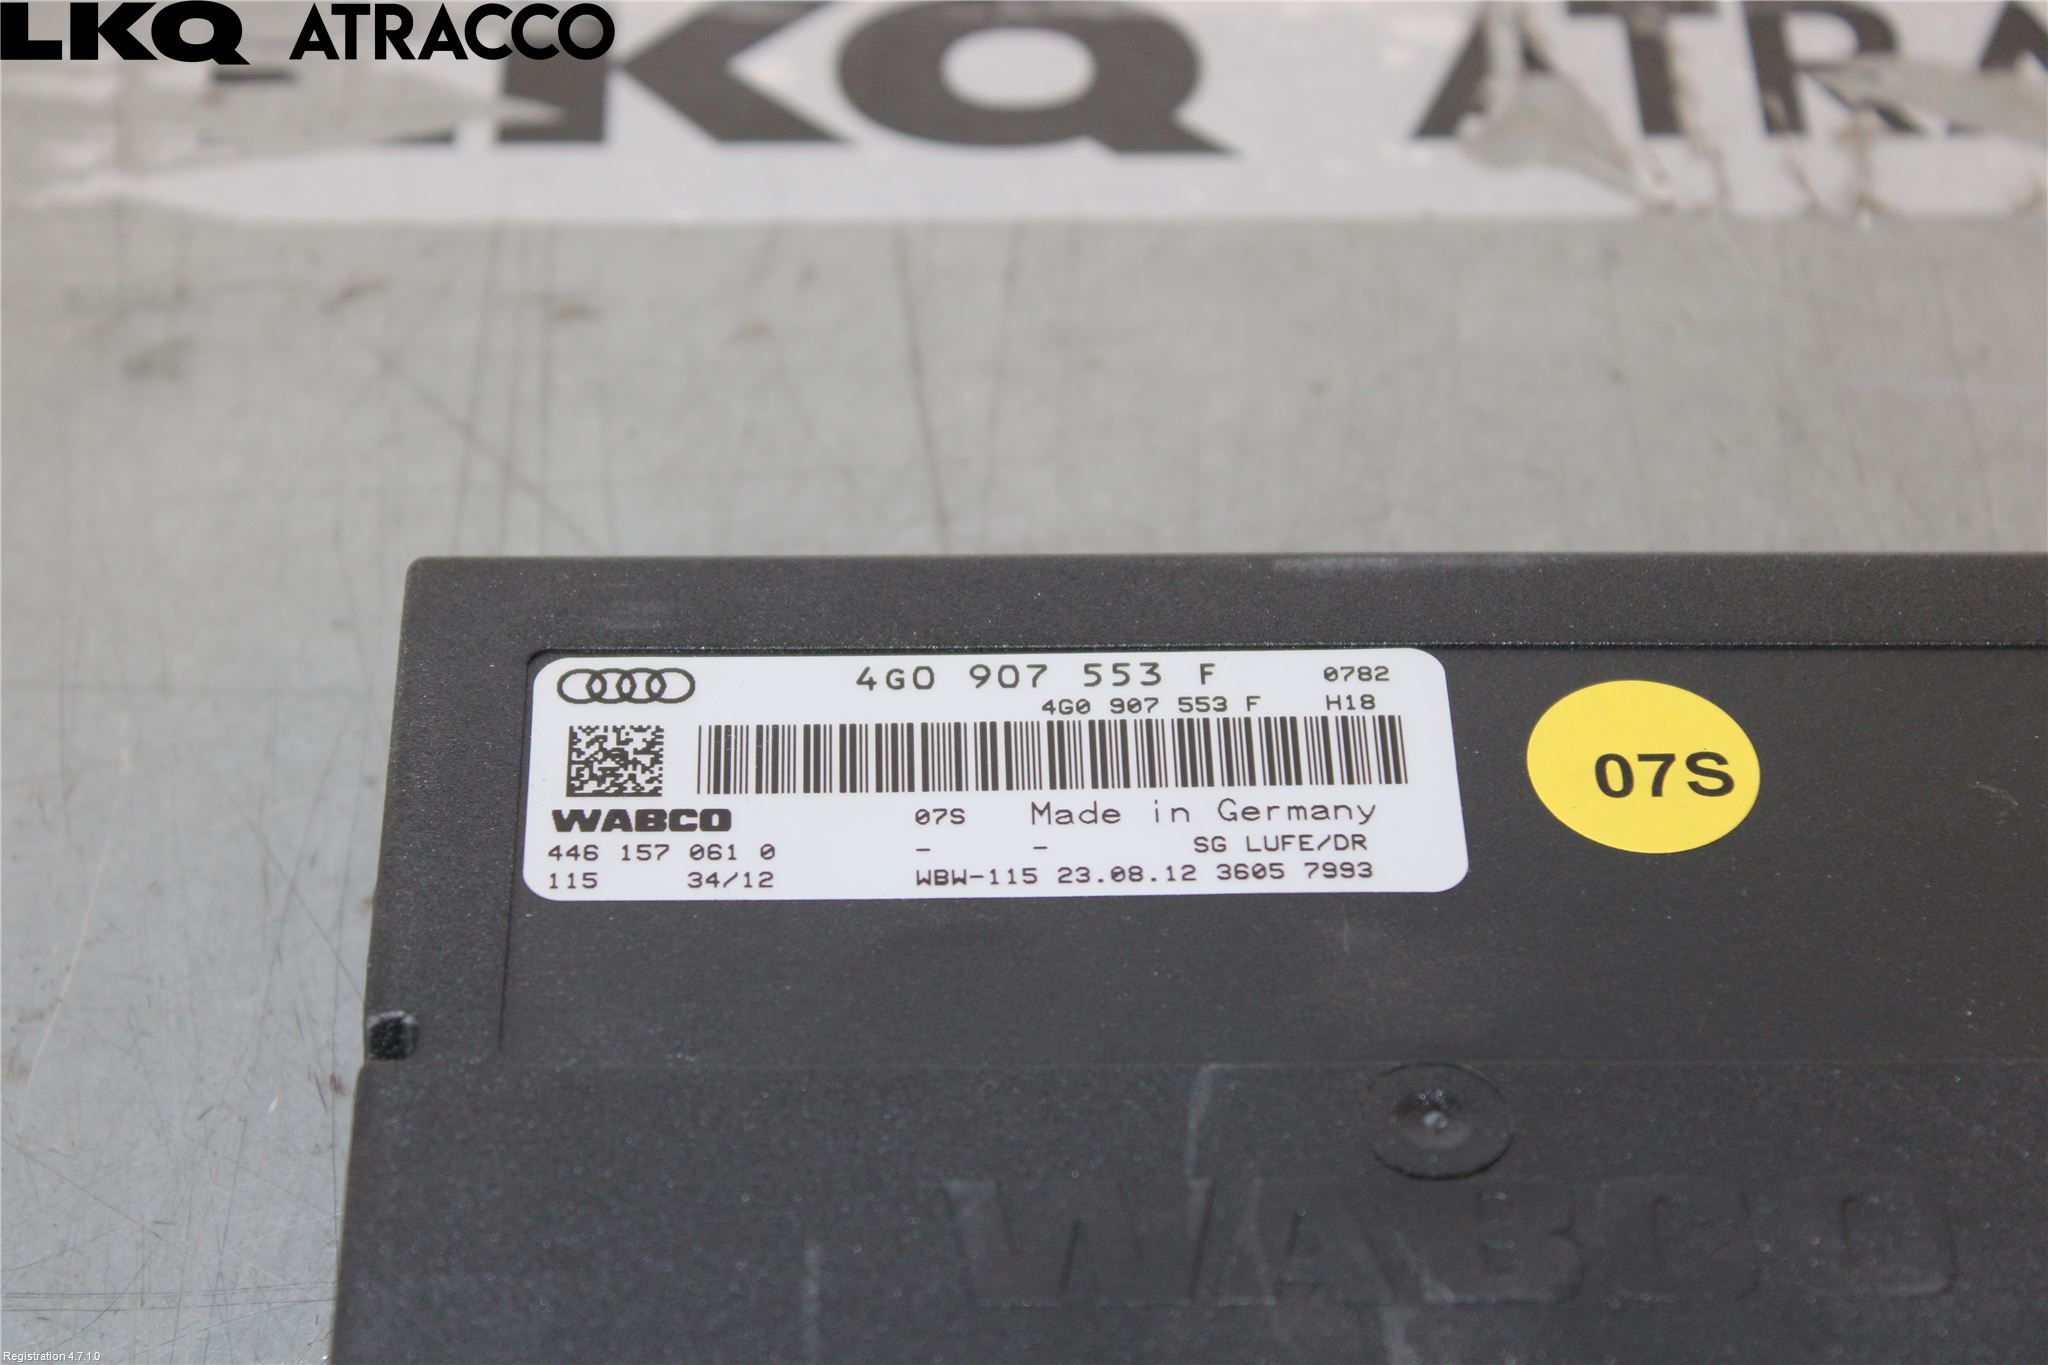 LKQ ATRACCO
LKQ ATRA
4G0 907 553 F 0782
4G0 907 553 F H18
WABCO 07S Made in Germany
446 157 061 0 - - SG LUFE/DR
115 34/12 WBW-115 23.08.12 3605 7993
07S
WABCO
Registration 4.7.1.0